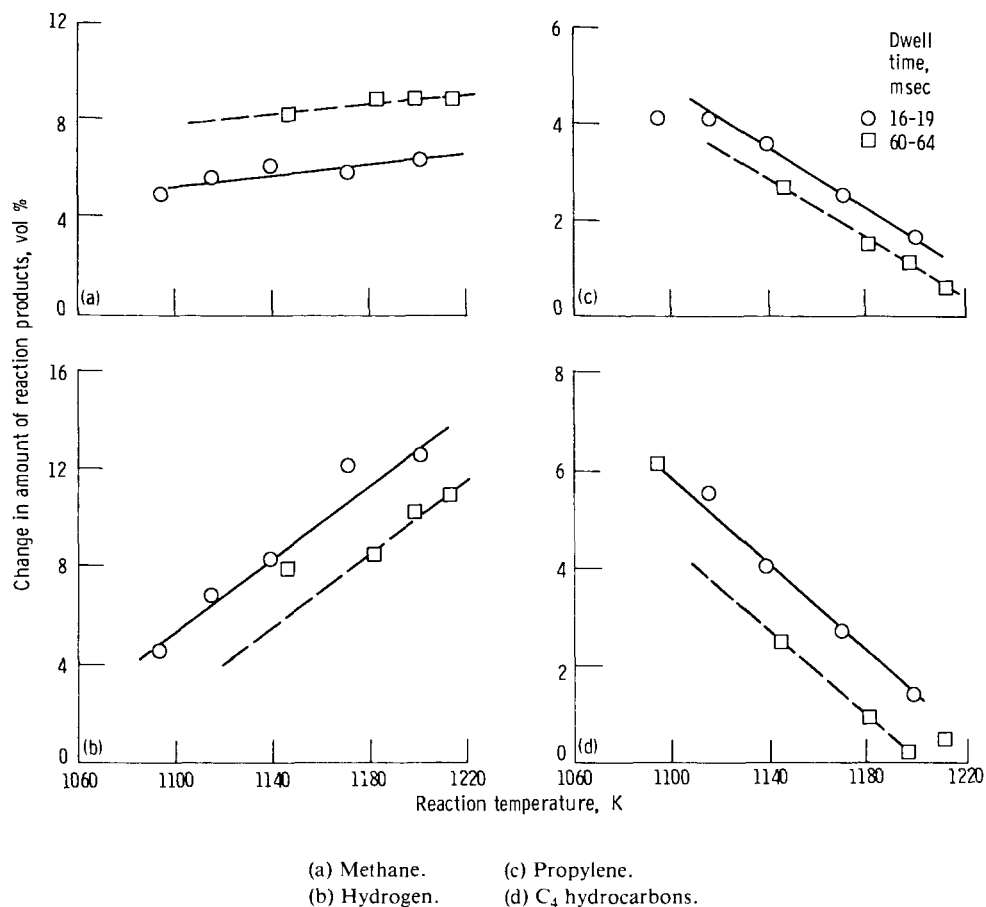 Change in amount of reaction products, vol %
12
8
4
0
(a)
6
4
2
0
(c)
Dwell
time,
msec
16-19
60-64
16
12
8
4
0
(b)
1060
1100
1140
1180
1220
8
6
4
2
0
(d)
1060
1100
1140
1180
1220
Reaction temperature, K
(a) Methane. (c) Propylene.
(b) Hydrogen. (d) C₄ hydrocarbons.